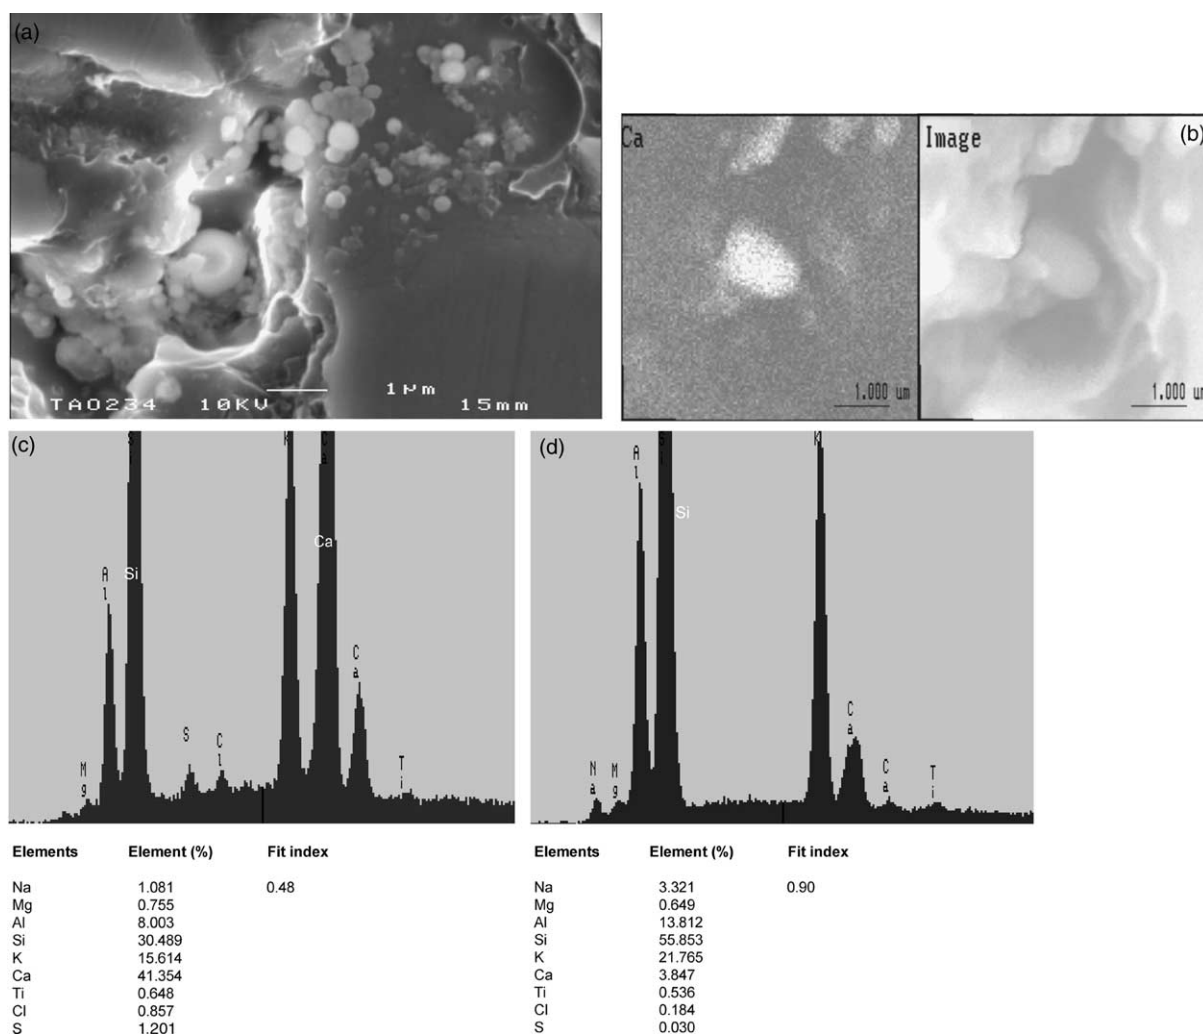 (a)
1µm
TAO234 10KV 15mm
Ca
Image
(b)
1.000 um
1.000 um
(c)
Si
K
Ca
Al
Si
Ca
Ca
S
Cl
Mg
Ti
(d)
Al
Si
K
Si
Ca
Na
Mg
Ca
Ti
Elements Element (%) Fit index
Na 1.081 0.48
Mg 0.755
Al 8.003
Si 30.489
K 15.614
Ca 41.354
Ti 0.648
Cl 0.857
S 1.201
Elements Element (%) Fit index
Na 3.321 0.90
Mg 0.649
Al 13.812
Si 55.853
K 21.765
Ca 3.847
Ti 0.536
Cl 0.184
S 0.030